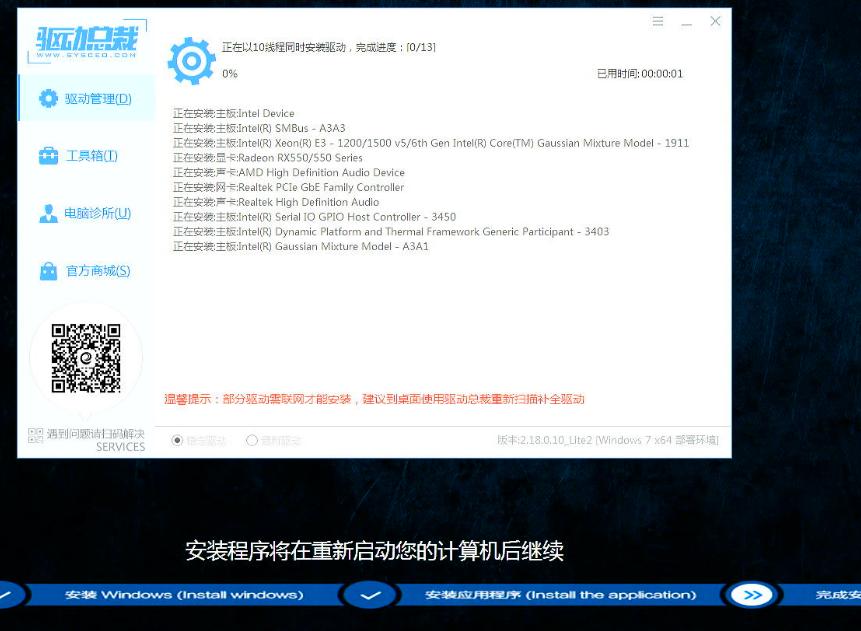 驱动总裁
WWW.SYSCEO.COM
正在以10线程同时安装驱动，完成进度：[0/13]
0%
已用时间: 00:00:01
驱动管理(D)
工具箱(T)
电脑诊所(U)
官方商城(S)
正在安装:主板:Intel Device
正在安装:主板:Intel(R) SMBus - A3A3
正在安装:主板:Intel(R) Xeon(R) E3 - 1200/1500 v5/6th Gen Intel(R) Core(TM) Gaussian Mixture Model - 1911
正在安装:显卡:Radeon RX550/550 Series
正在安装:声卡:AMD High Definition Audio Device
正在安装:网卡:Realtek PCIe GbE Family Controller
正在安装:声卡:Realtek High Definition Audio
正在安装:主板:Intel(R) Serial IO GPIO Host Controller - 3450
正在安装:主板:Intel(R) Dynamic Platform and Thermal Framework Generic Participant - 3403
正在安装:主板:Intel(R) Gaussian Mixture Model - A3A1
温馨提示：部分驱动需联网才能安装，建议到桌面使用驱动总裁重新扫描补全驱动
遇到问题请扫码解决
SERVICES
稳定驱动
最新驱动
版本:2.18.0.10_Lite2 [Windows 7 x64 部署环境]
安装程序将在重新启动您的计算机后继续
安装 Windows (Install windows)
安装应用程序 (Install the application)
完成安